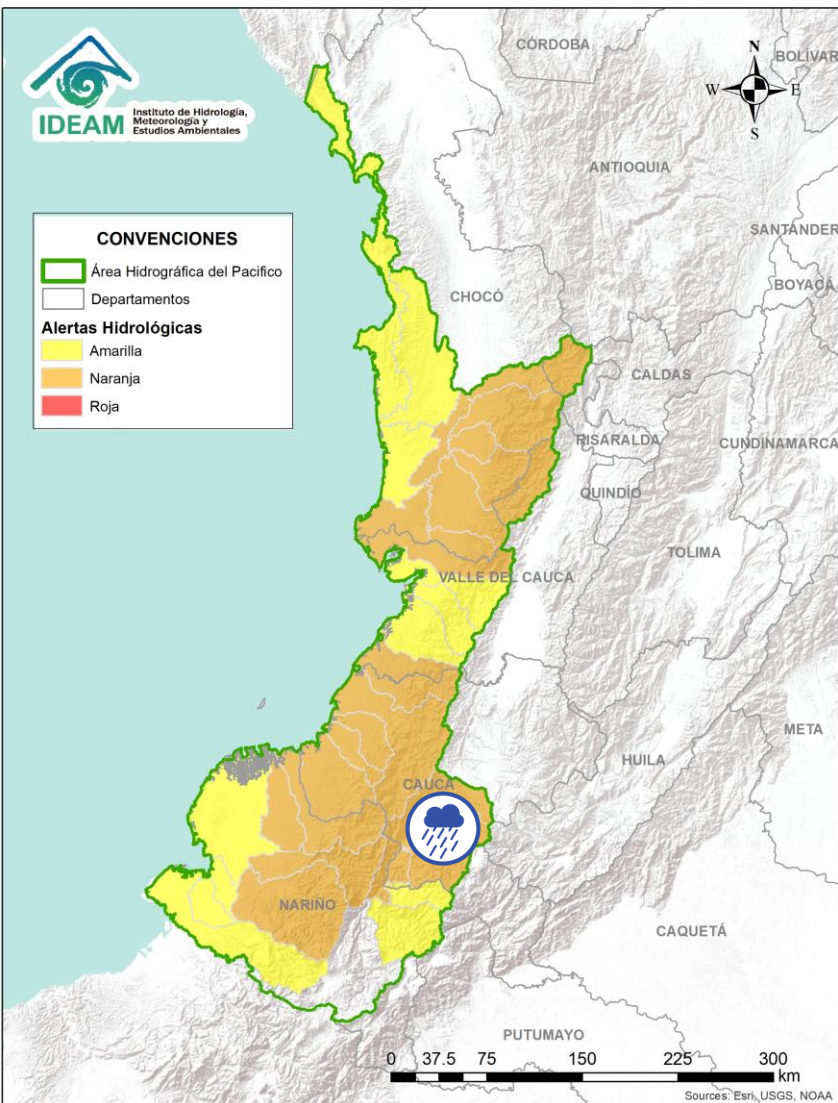 IDEAM
Instituto de Hidrología,
Meteorología y
Estudios Ambientales
CONVENCIONES
Área Hidrográfica del Pacifico
Departamentos
Alertas Hidrológicas
Amarilla
Naranja
Roja
N
W
E
S
CÓRDOBA
BOLÍVAR
ANTIOQUIA
SANTANDER
BOYACÁ
CHOCÓ
CALDAS
RISARALDA
CUNDINAMARCA
QUINDÍO
TOLIMA
VALLE DEL CAUCA
META
HUILA
CAUCA
NARIÑO
CAQUETÁ
PUTUMAYO
0 37.5 75 150 225 300
km
Sources: Esri, USGS, NOAA